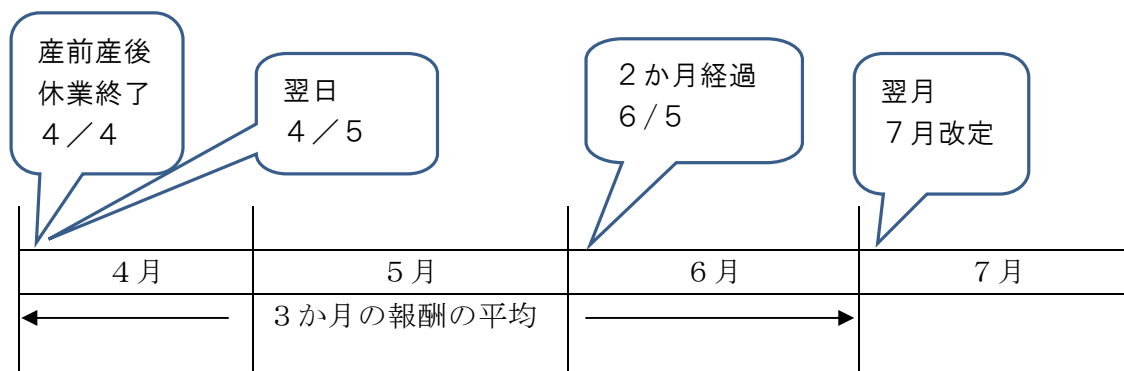 産前産後
休業終了
４／４
翌日
４／５
２か月経過
６/５
翌月
７月改定
４月
５月
６月
７月
３か月の報酬の平均